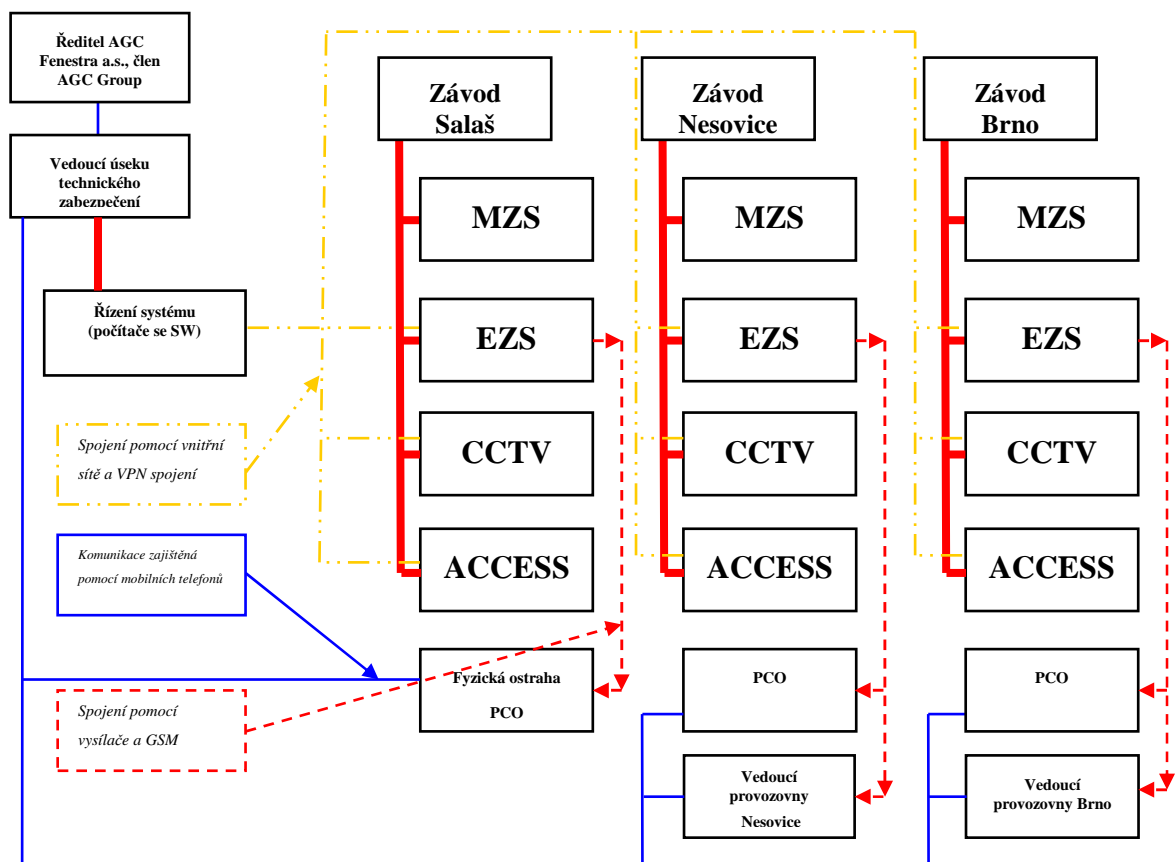 Ředitel AGC
Fenestra a.s., člen
AGC Group
Vedoucí úseku
technického
zabezpečení
Řízení systému
(počítače se SW)
Spojení pomocí vnitřní
sítě a VPN spojení
Komunikace zajištěná
pomocí mobilních telefonů
Spojení pomocí
vysílače a GSM
Závod
Salaš
MZS
EZS
CCTV
ACCESS
Fyzická ostraha
PCO
Závod
Nesovice
MZS
EZS
CCTV
ACCESS
PCO
Vedoucí
provozovny
Nesovice
Závod
Brno
MZS
EZS
CCTV
ACCESS
PCO
Vedoucí
provozovny Brno